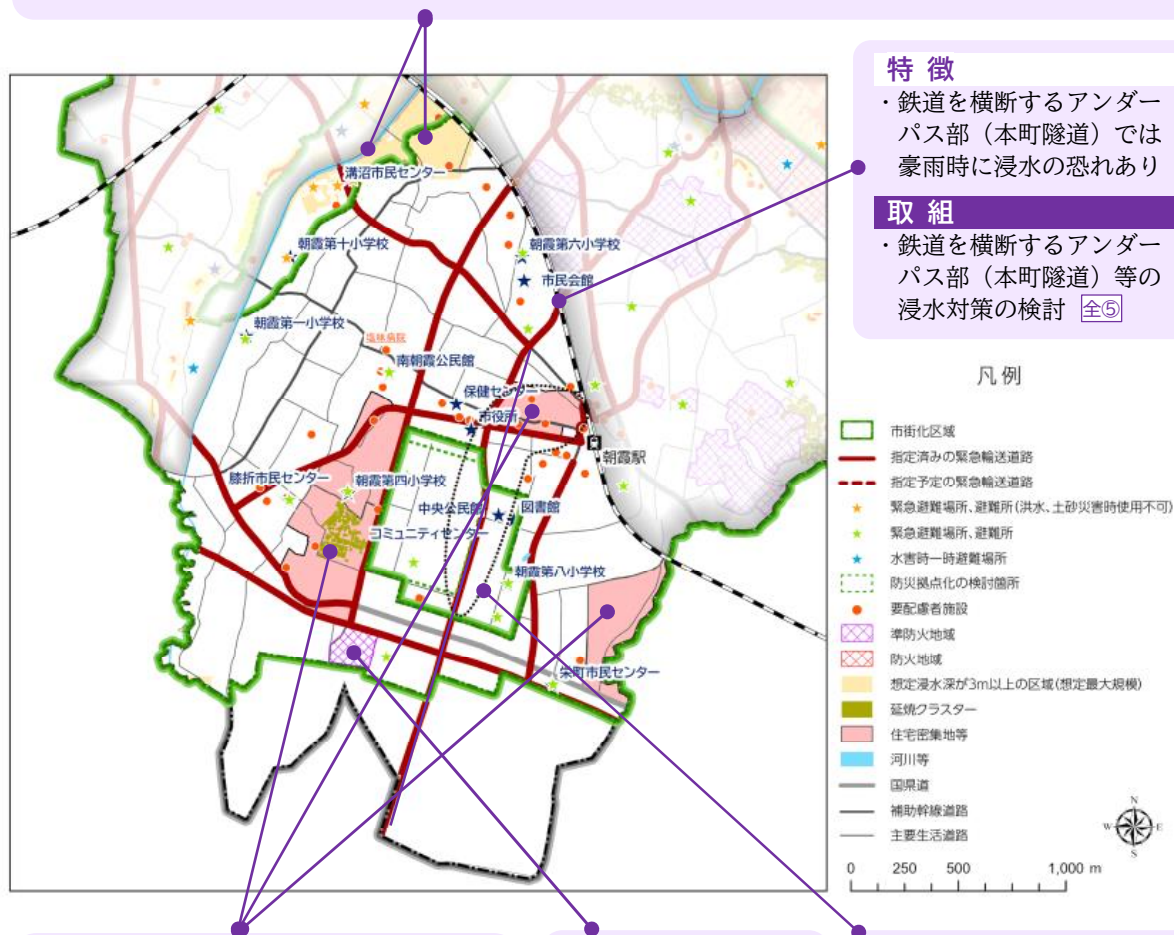 特 徴
・鉄道を横断するアンダー
パス部（本町隧道）では
豪雨時に浸水の恐れあり
取 組
・鉄道を横断するアンダー
パス部（本町隧道）等の
浸水対策の検討 全⑤
溝沼市民センター
朝霞第十小学校
朝霞第六小学校
市民会館
朝霞第一小学校
塩味病院
南朝霞公民館
保健センター
市役所
朝霞駅
膝折市民センター
朝霞第四小学校
中央公民館
図書館
コミュニティセンター
朝霞第八小学校
栄町市民センター
凡例
市街化区域
指定済みの緊急輸送道路
指定予定の緊急輸送道路
緊急避難場所、避難所(洪水、土砂災害時使用不可)
緊急避難場所、避難所
水害時一時避難場所
防災拠点化の検討箇所
要配慮者施設
準防火地域
防火地域
想定浸水深が3m以上の区域(想定最大規模)
延焼クラスター
住宅密集地等
河川等
国県道
補助幹線道路
主要生活道路
N
W
E
S
0 250 500 1,000 m